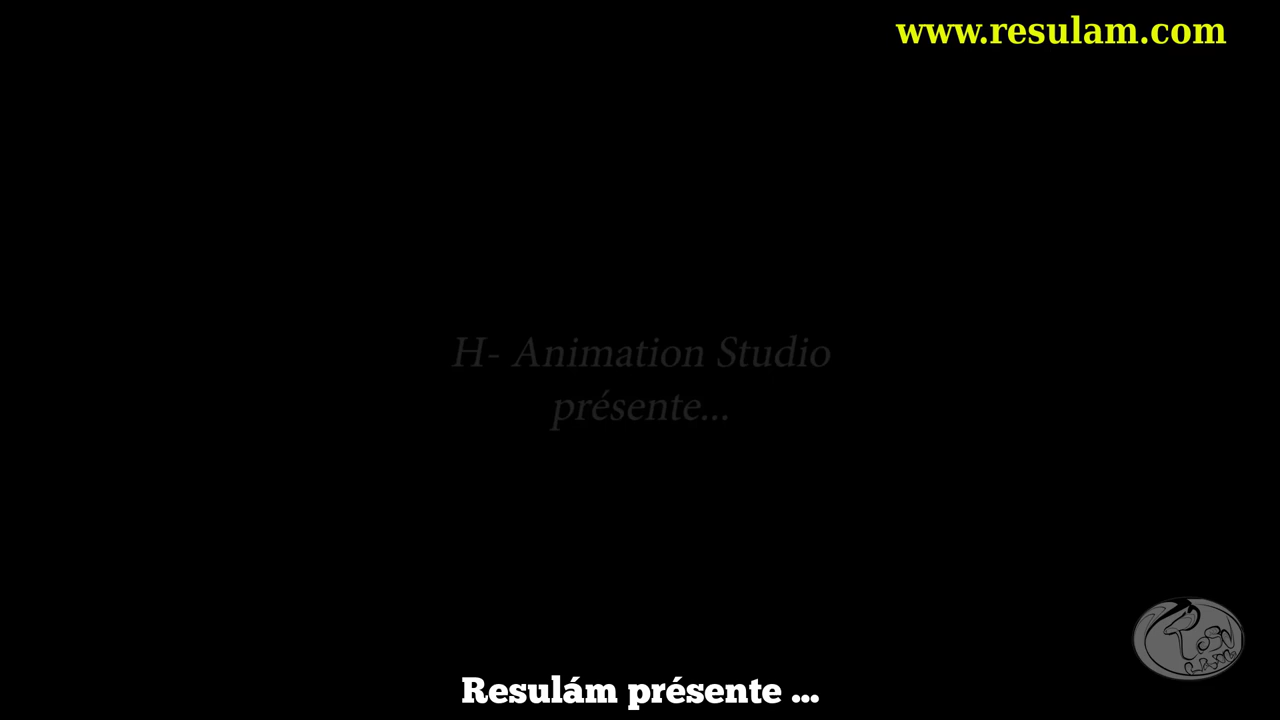 www.resulam.com
H- Animation Studio
présente...
Resulám présente ...